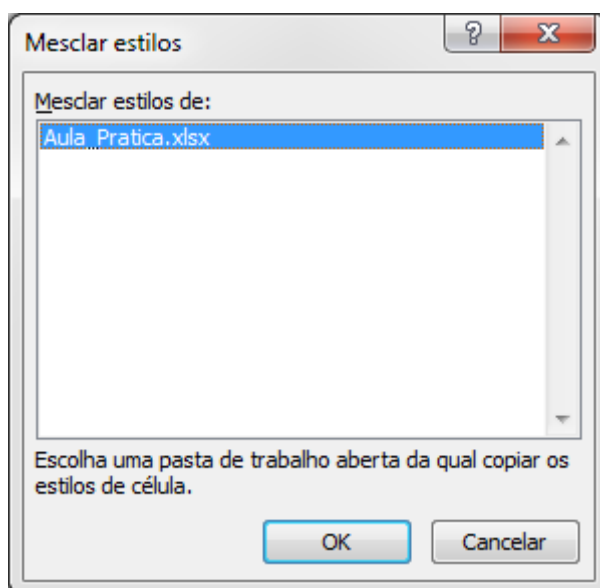 Mesclar estilos
Mesclar estilos de:
Aula_Pratica.xlsx
Escolha uma pasta de trabalho aberta da qual copiar os
estilos de célula.
OK
Cancelar